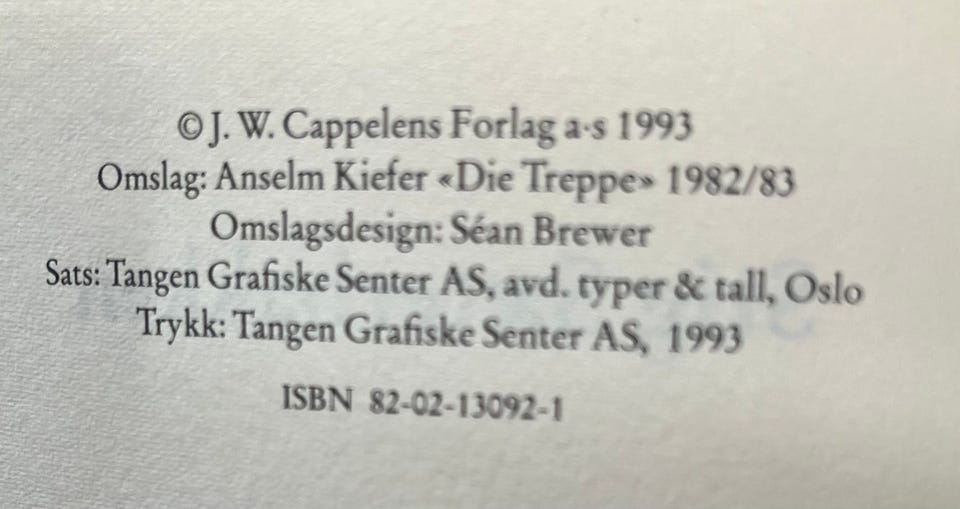 © J. W. Cappelens Forlag a·s 1993
Omslag: Anselm Kiefer «Die Treppe» 1982/83
Omslagsdesign: Séan Brewer
Sats: Tangen Grafiske Senter AS, avd. typer & tall, Oslo
Trykk: Tangen Grafiske Senter AS, 1993
ISBN 82-02-13092-1